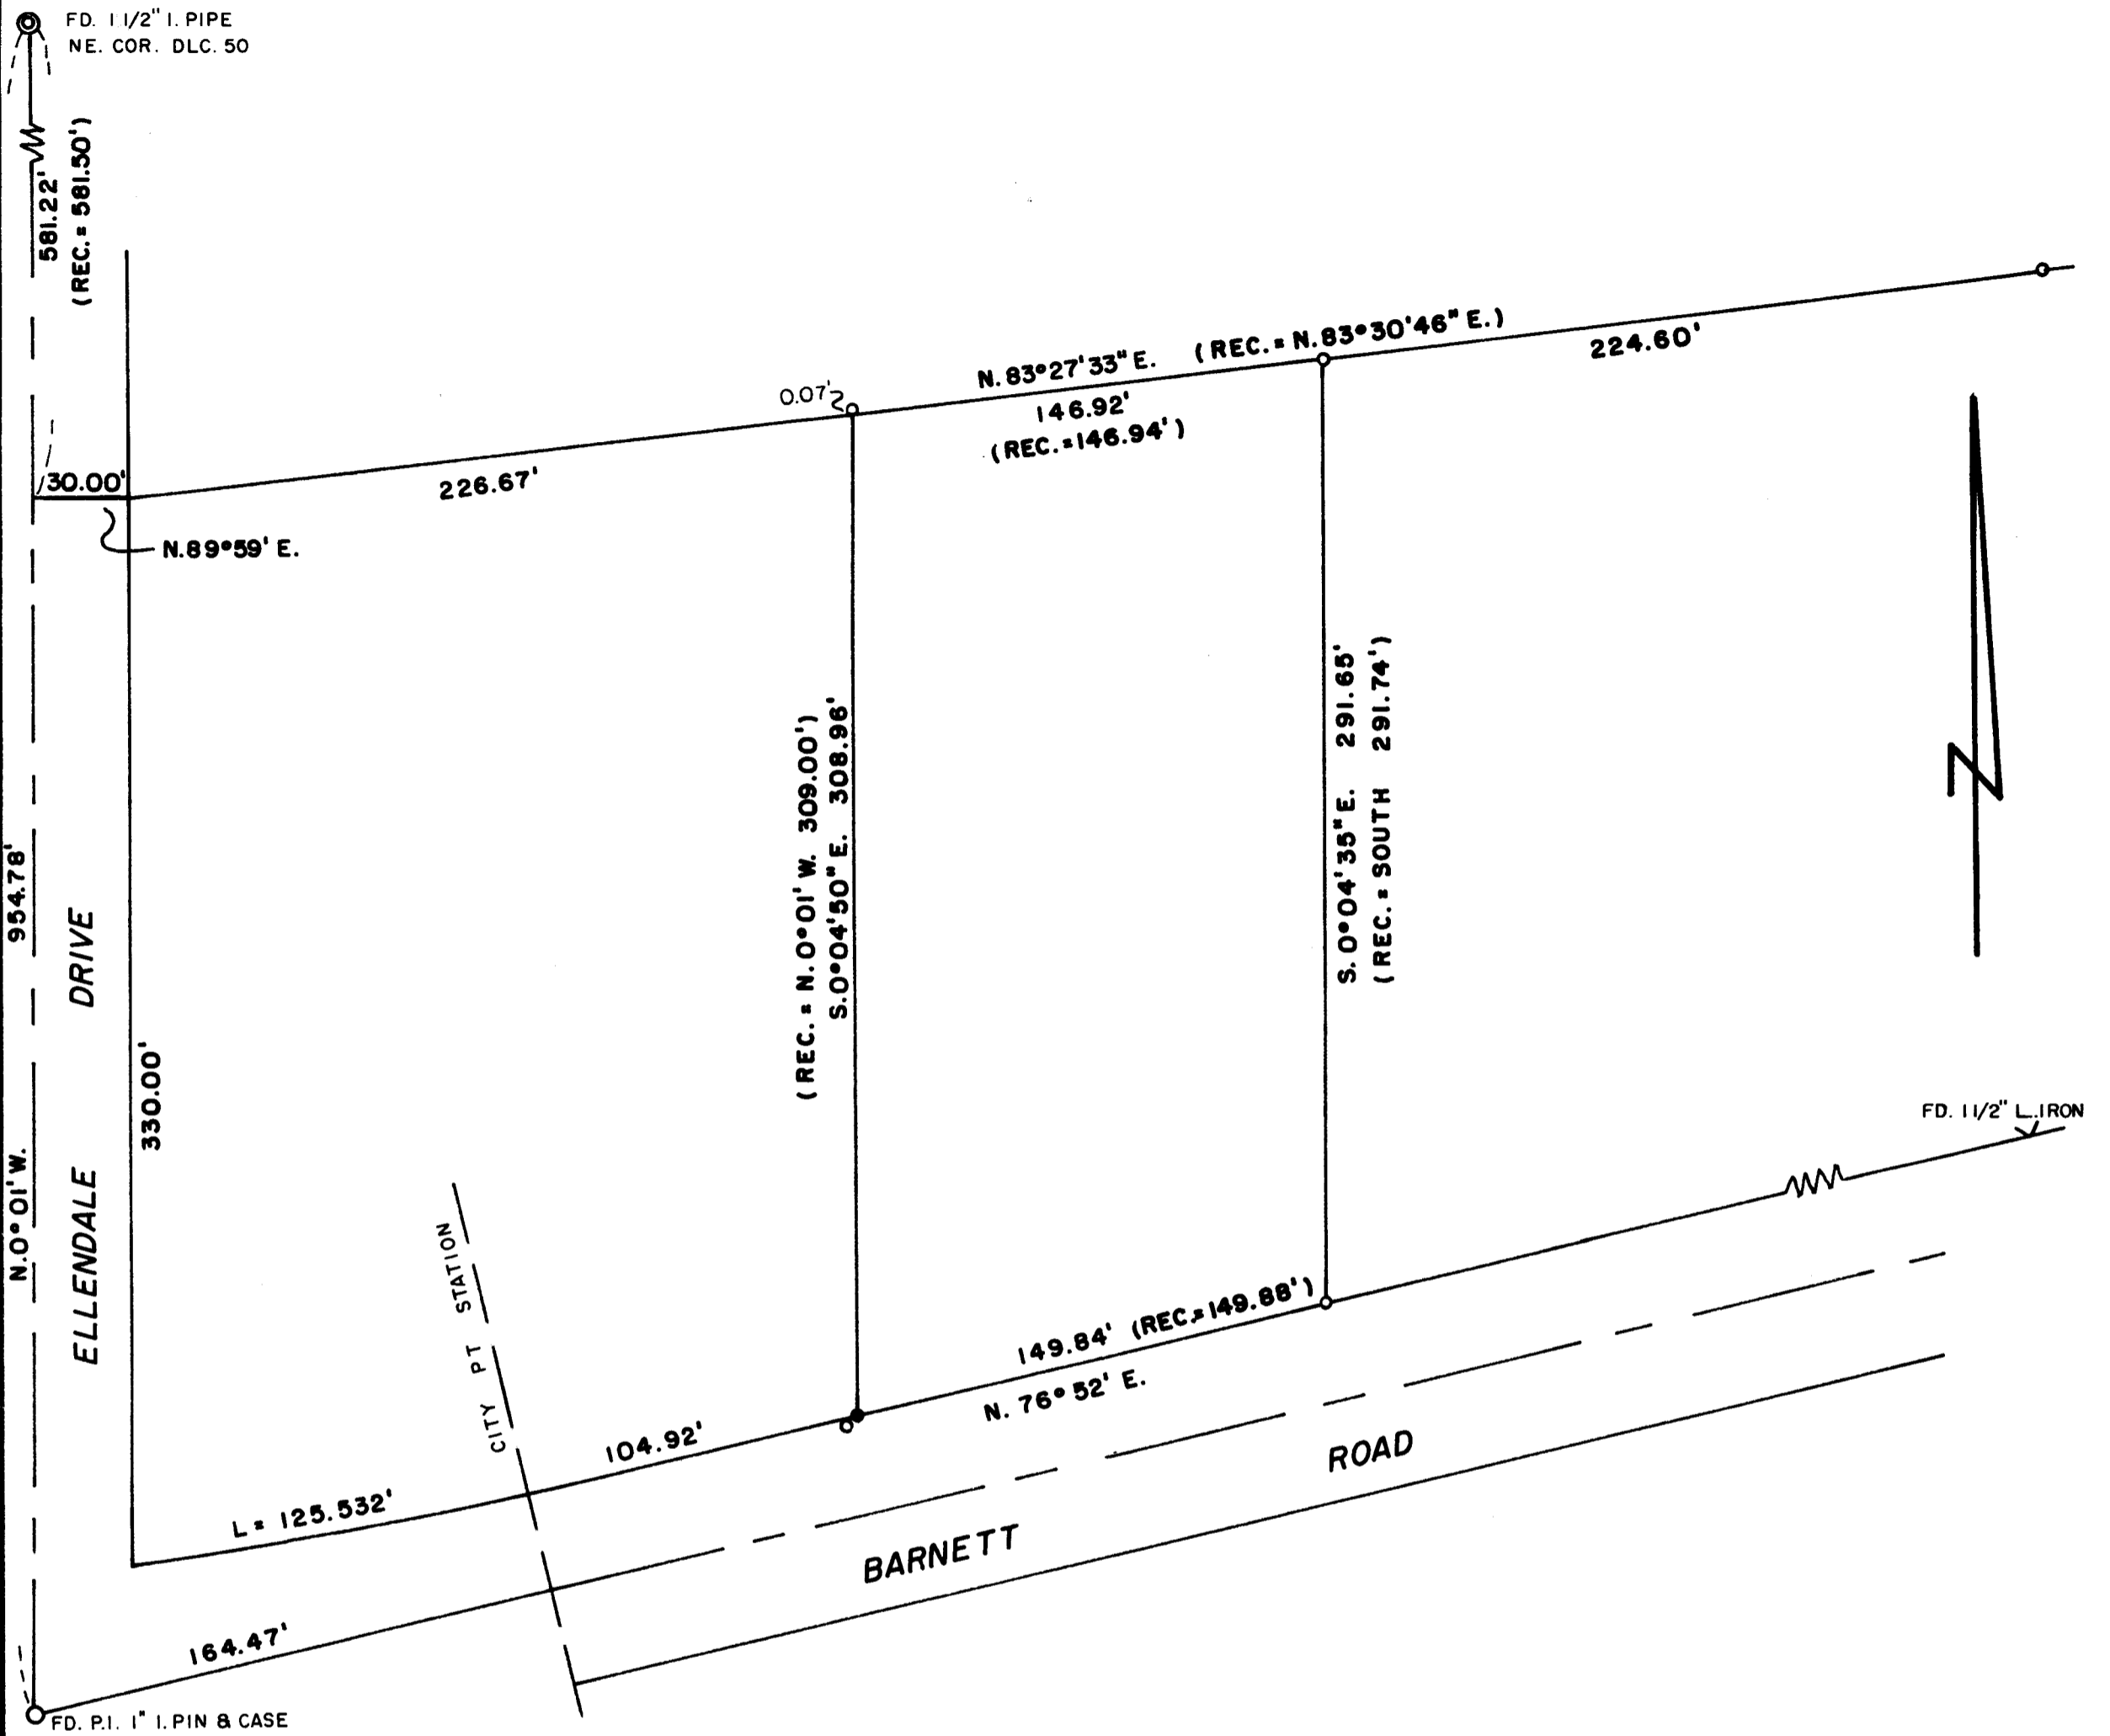 FD. 1 1/2" I. PIPE
NE. COR. DLC. 50
581.22'
(REC. = 581.50')
(REC. = N. 83°30'46" E.)
N. 83°27'33" E.
224.60'
0.07'
146.92'
(REC. = 146.94')
30.00'
226.67'
N. 89°59' E.
(REC. = N. 0°01' W. 309.00')
S. 0°04'50" E. 308.96'
S. 0°04'35" E. 291.65'
(REC. = SOUTH 291.74')
N
954.78'
N. 0°01' W.
ELLENDALE DRIVE
330.00'
FD. 1 1/2" L. IRON
CITY PT STATION
149.84' (REC. = 149.88')
N. 76°52' E.
104.92'
L = 125.532'
BARNETT ROAD
164.47'
FD. P.I. 1" I. PIN & CASE